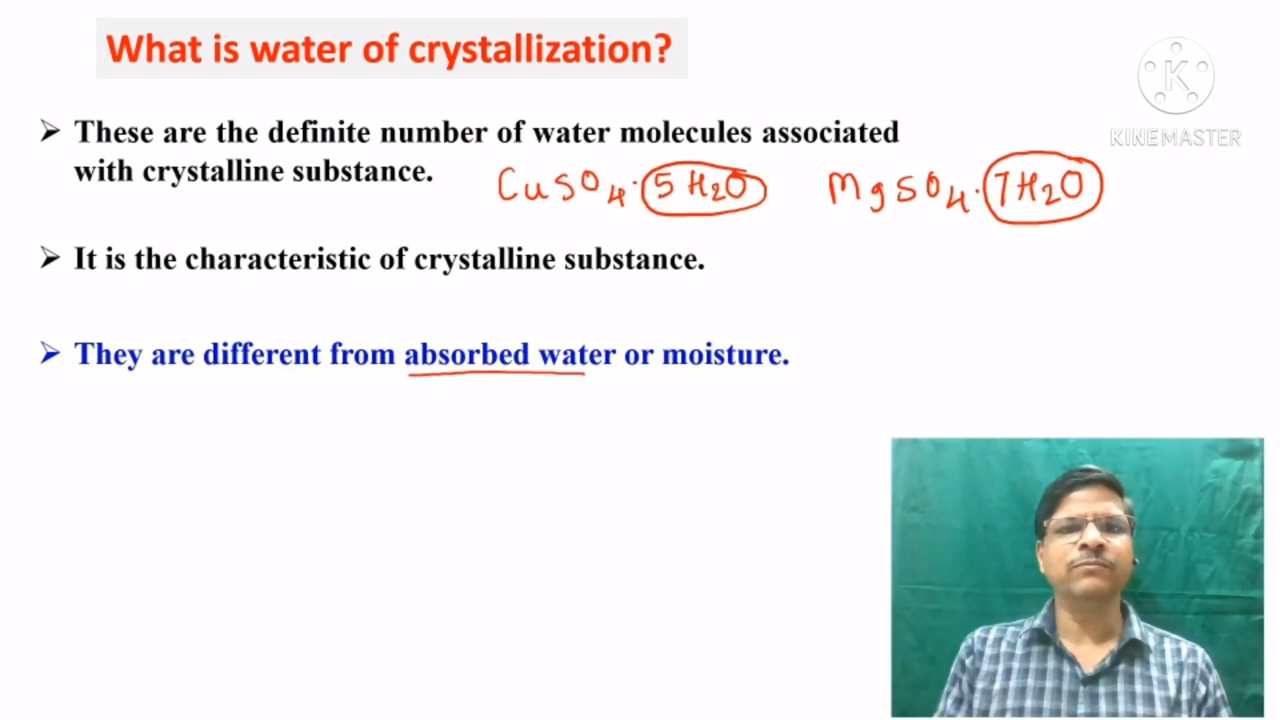 What is water of crystallization?
K
KINEMASTER
➢ These are the definite number of water molecules associated
with crystalline substance.
CuSO₄·5H₂O MgSO₄·7H₂O
➢ It is the characteristic of crystalline substance.
➢ They are different from absorbed water or moisture.